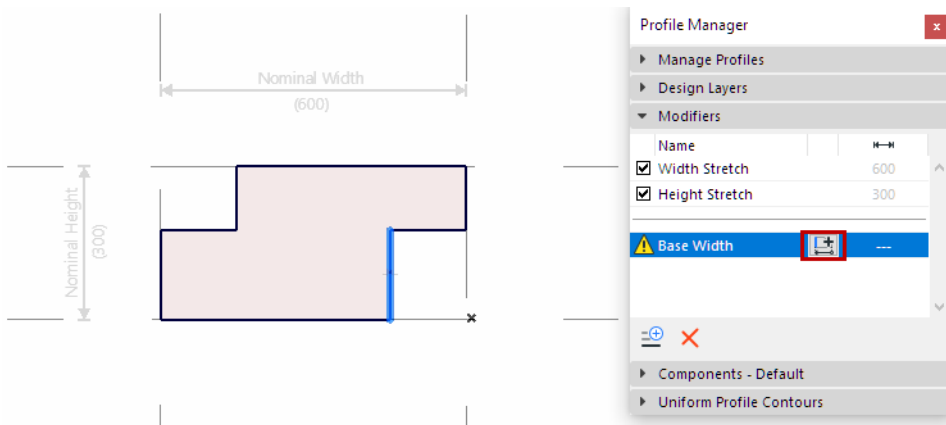 Nominal Width
(600)
Nominal Height
(300)
Profile Manager
x
Manage Profiles
Design Layers
Modifiers
Name
Width Stretch 600
Height Stretch 300
Base Width ---
Components - Default
Uniform Profile Contours